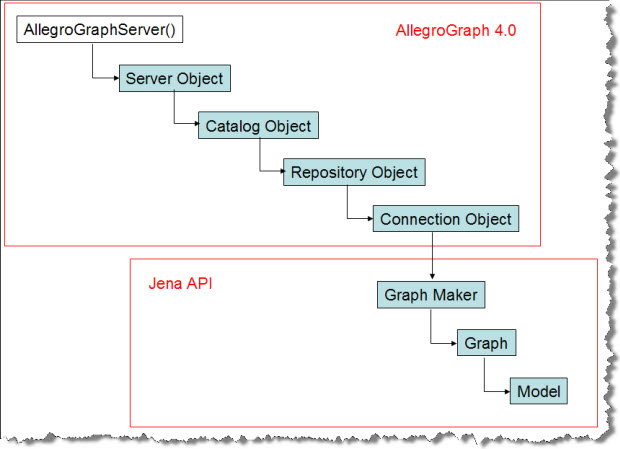 AllegroGraphServer()
AllegroGraph 4.0
Server Object
Catalog Object
Repository Object
Connection Object
Jena API
Graph Maker
Graph
Model